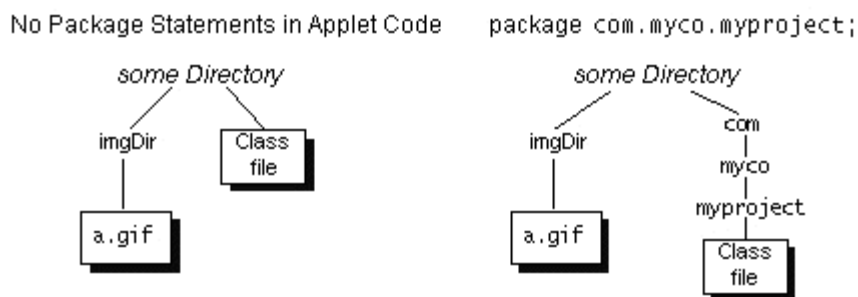 No Package Statements in Applet Code package com.myco.myproject;
some Directory some Directory
com
imgDir Class file imgDir
myco
myproject
a.gif a.gif
Class file